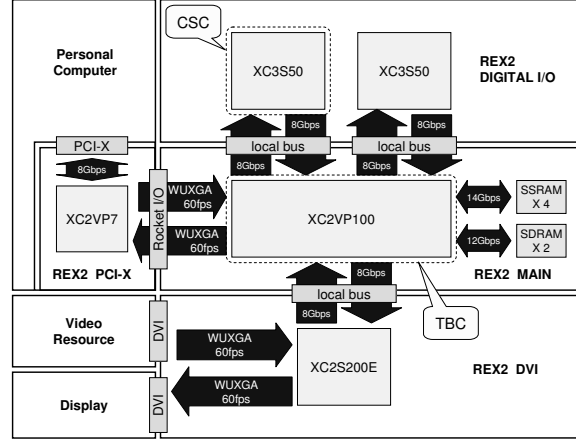 CSC
Personal
Computer
XC3S50
XC3S50
REX2
DIGITAL I/O
8Gbps
8Gbps
PCI-X
local bus
local bus
8Gbps
8Gbps
8Gbps
XC2VP7
Rocket I/O
WUXGA
60fps
WUXGA
60fps
XC2VP100
14Gbps
SSRAM
X 4
12Gbps
SDRAM
X 2
REX2 PCI-X
REX2 MAIN
8Gbps
local bus
8Gbps
TBC
Video
Resource
DVI
WUXGA
60fps
XC2S200E
WUXGA
60fps
REX2 DVI
Display
DVI